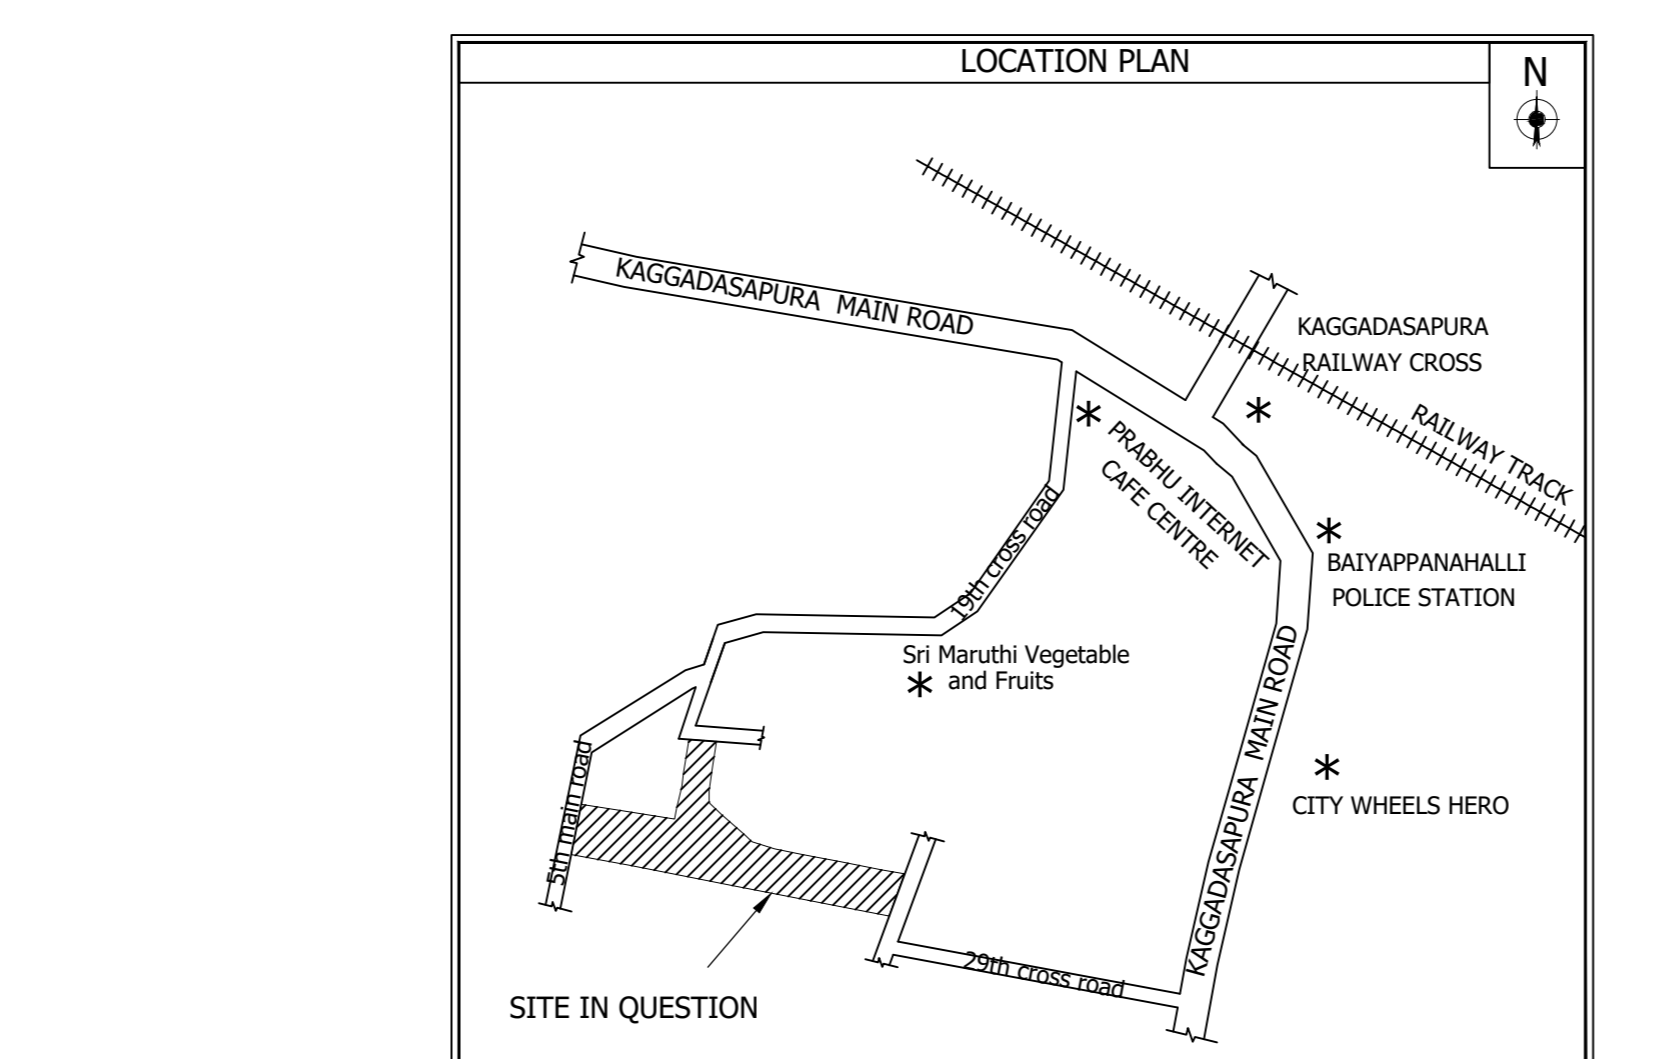 LOCATION PLAN
N
KAGGADASAPURA MAIN ROAD
KAGGADASAPURA
RAILWAY CROSS
RAILWAY TRACK
PRABHU INTERNET
CAFE CENTRE
19th cross road
BAIYAPPANAHALLI
POLICE STATION
Sri Maruthi Vegetable
and Fruits
KAGGADASAPURA MAIN ROAD
5th main road
CITY WHEELS HERO
29th cross road
SITE IN QUESTION